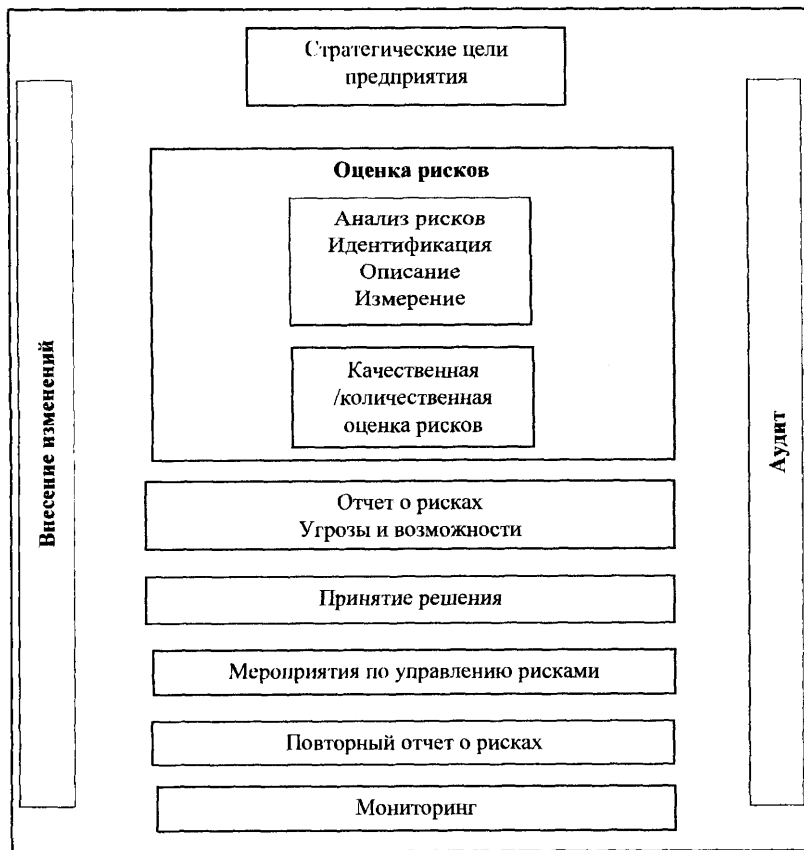 Стратегические цели
предприятия
Оценка рисков
Анализ рисков
Идентификация
Описание
Измерение
Качественная
/количественная
оценка рисков
Внесение изменений
Аудит
Отчет о рисках
Угрозы и возможности
Принятие решения
Мероприятия по управлению рисками
Повторный отчет о рисках
Мониторинг